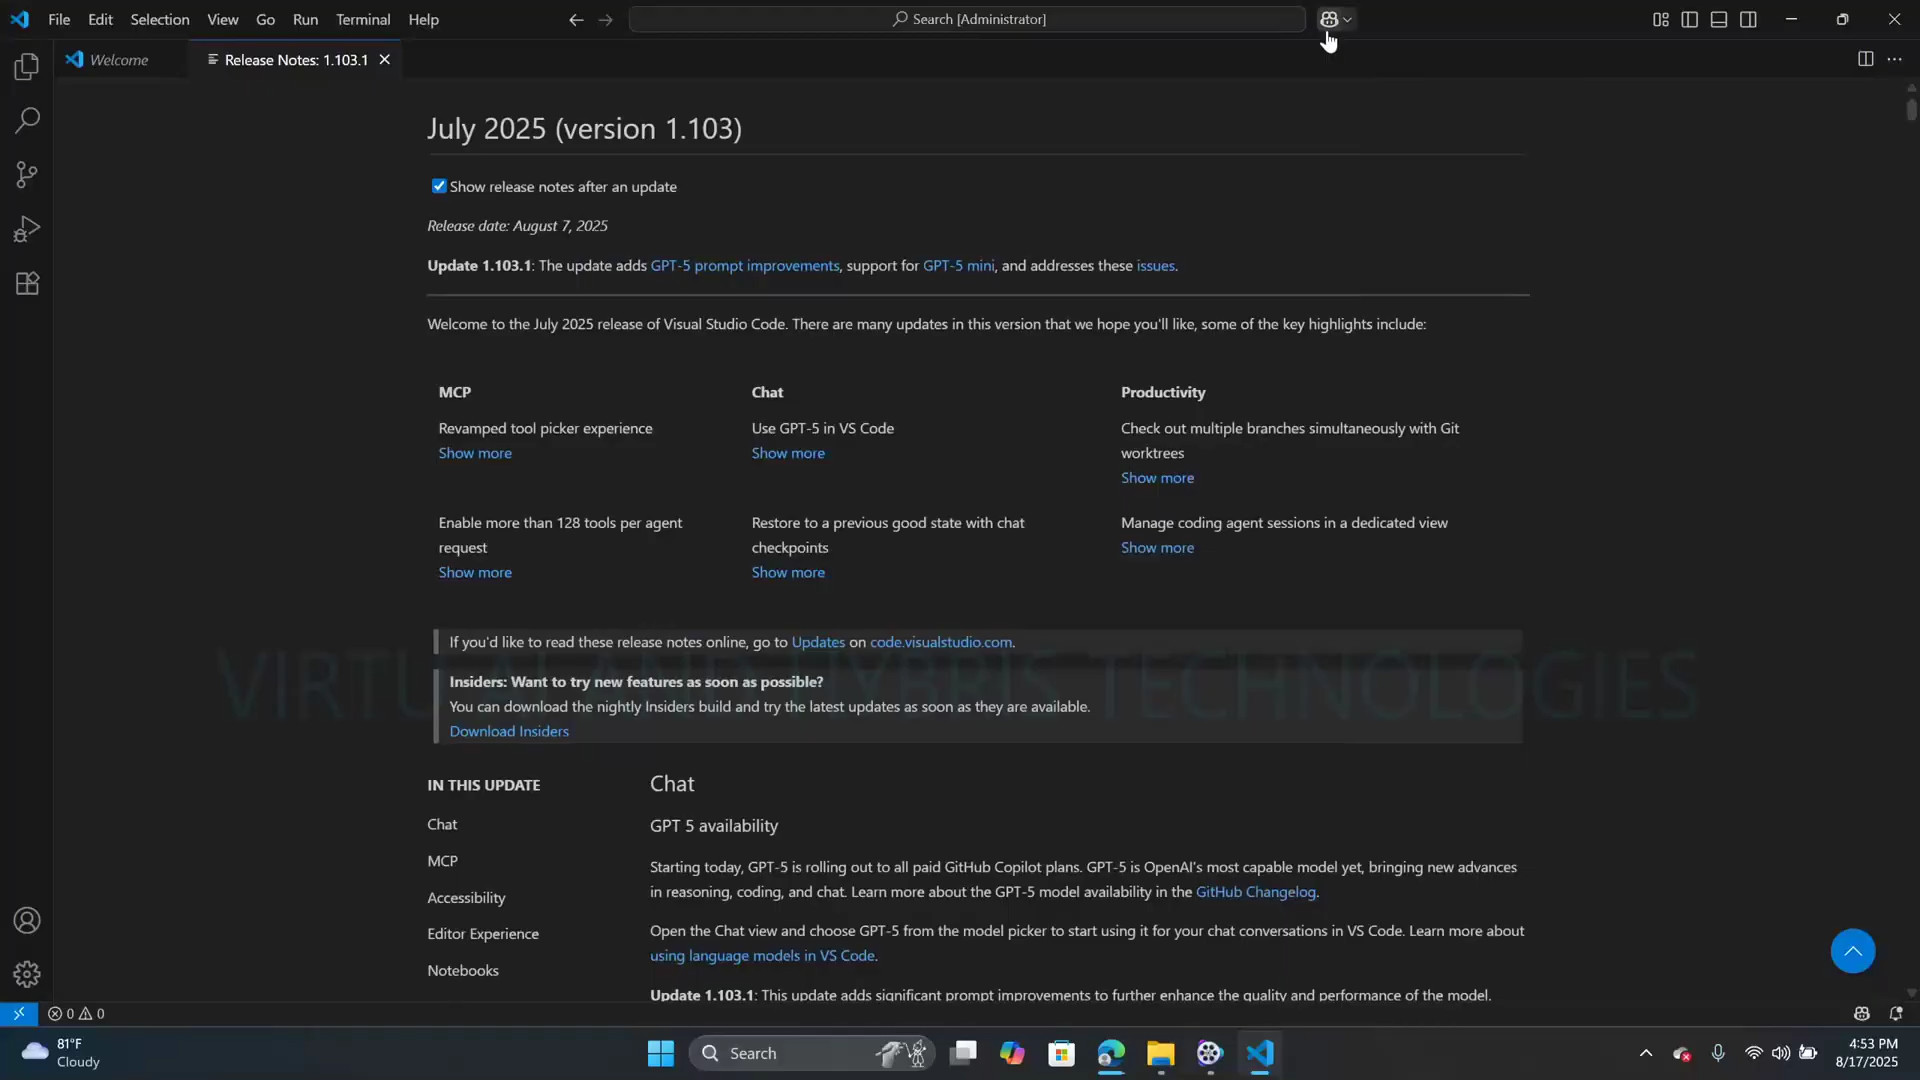 File Edit Selection View Go Run Terminal Help
Search [Administrator]
Welcome
Release Notes: 1.103.1
July 2025 (version 1.103)
Show release notes after an update
Release date: August 7, 2025
Update 1.103.1: The update adds GPT-5 prompt improvements, support for GPT-5 mini, and addresses these issues.
Welcome to the July 2025 release of Visual Studio Code. There are many updates in this version that we hope you'll like, some of the key highlights include:
MCP
Revamped tool picker experience
Show more
Enable more than 128 tools per agent
request
Show more
Chat
Use GPT-5 in VS Code
Show more
Restore to a previous good state with chat
checkpoints
Show more
Productivity
Check out multiple branches simultaneously with Git
worktrees
Show more
Manage coding agent sessions in a dedicated view
Show more
If you'd like to read these release notes online, go to Updates on code.visualstudio.com.
VIRTUAL AND HYBRIS TECHNOLOGIES
Insiders: Want to try new features as soon as possible?
You can download the nightly Insiders build and try the latest updates as soon as they are available.
Download Insiders
IN THIS UPDATE
Chat
MCP
Accessibility
Editor Experience
Notebooks
Chat
GPT 5 availability
Starting today, GPT-5 is rolling out to all paid GitHub Copilot plans. GPT-5 is OpenAI's most capable model yet, bringing new advances
in reasoning, coding, and chat. Learn more about the GPT-5 model availability in the GitHub Changelog.
Open the Chat view and choose GPT-5 from the model picker to start using it for your chat conversations in VS Code. Learn more about
using language models in VS Code.
Update 1.103.1: This update adds significant prompt improvements to further enhance the quality and performance of the model.
0 0
81°F
Cloudy
Search
4:53 PM
8/17/2025